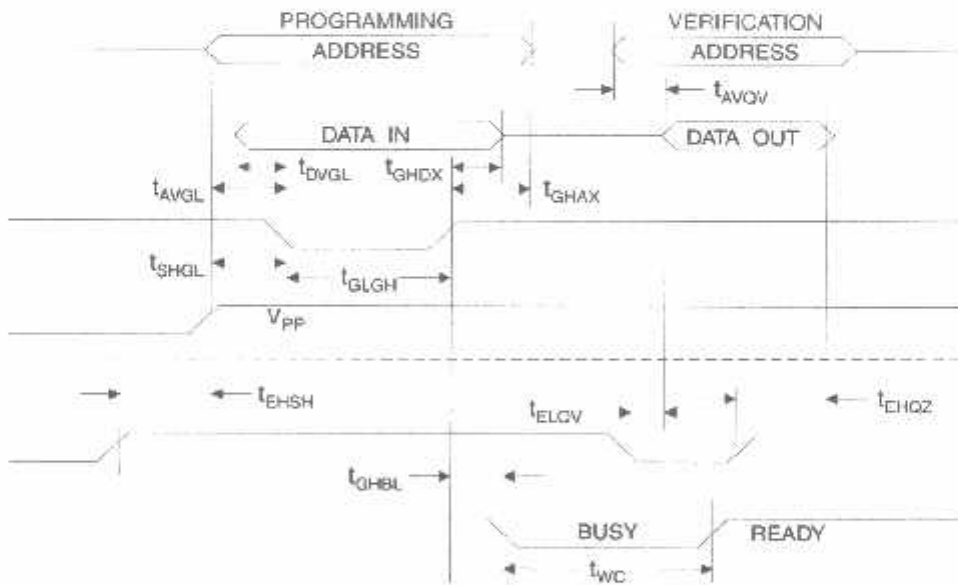 PROGRAMMING VERIFICATION
ADDRESS ADDRESS
tAVQV
DATA IN DATA OUT
tDVGL tGHDX
tAVGL tGHAX
tSHGL tGLGH
VPP
tEHSH tELQV tEHQZ
tGHBL
BUSY READY
tWC